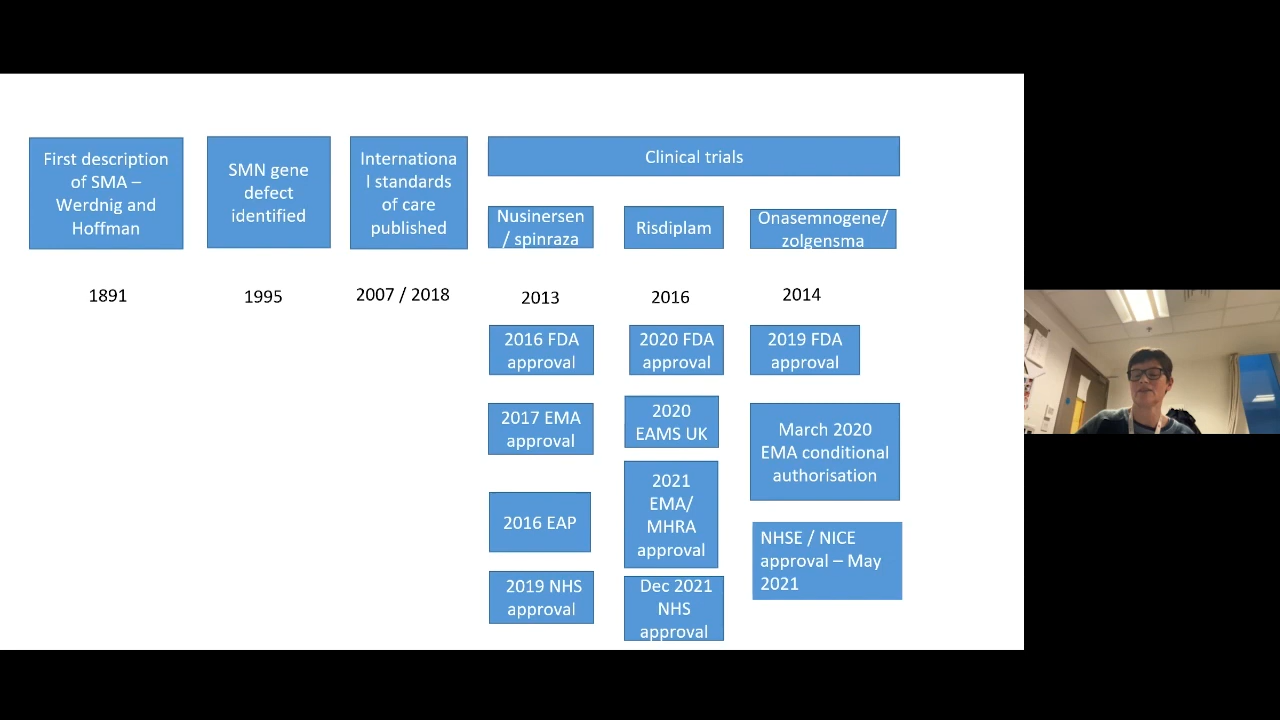 First description
of SMA –
Werdnig and
Hoffman
SMN gene
defect
identified
Internationa
l standards
of care
published
Clinical trials
Nusinersen
/ spinraza
Risdiplam
Onasemnogene/
zolgensma
1891
1995
2007 / 2018
2013
2016
2014
2016 FDA
approval
2020 FDA
approval
2019 FDA
approval
2017 EMA
approval
2020
EAMS UK
March 2020
EMA conditional
authorisation
2016 EAP
2021
EMA/
MHRA
approval
NHSE / NICE
approval – May
2021
2019 NHS
approval
Dec 2021
NHS
approval